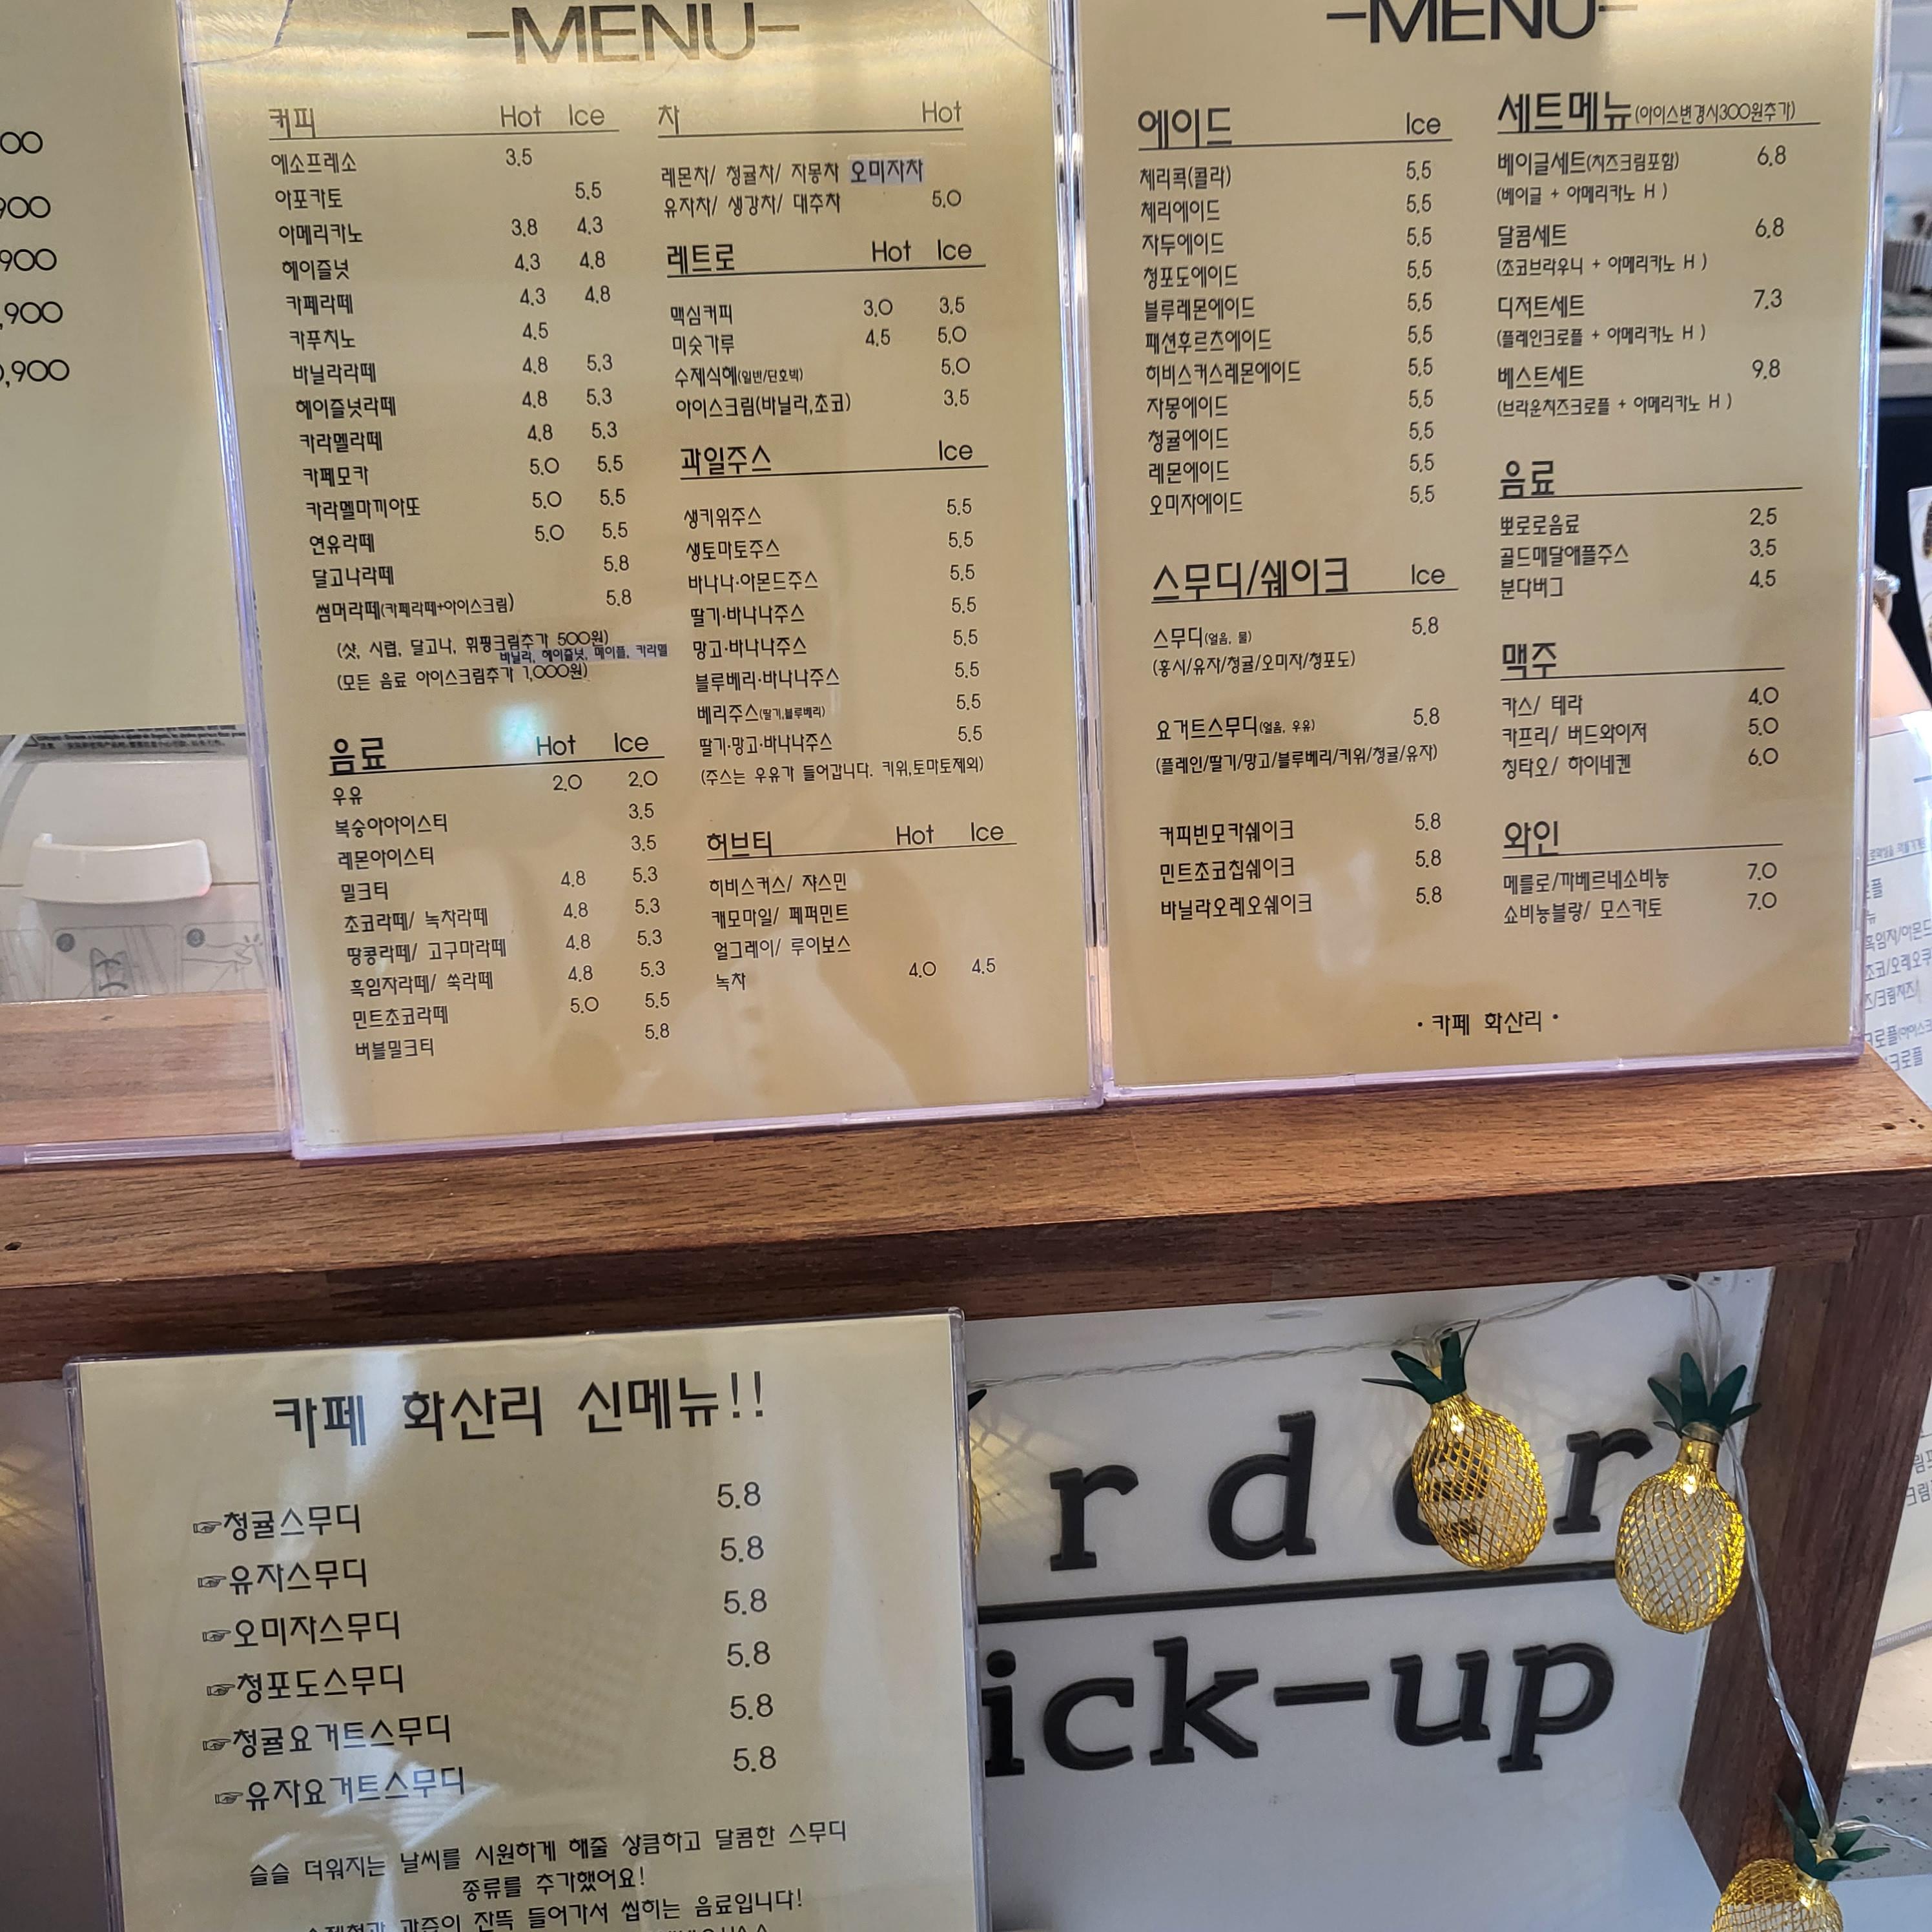 00
900
900
,900
0,900
-MENU-
커피 Hot Ice
에소프레소 3.5
아포카토 5.5
아메리카노 3.8 4.3
헤이즐넛 4.3 4.8
카페라떼 4.3 4.8
카푸치노 4.5
바닐라라떼 4.8 5.3
헤이즐넛라떼 4.8 5.3
카라멜라떼 4.8 5.3
카페모카 5.0 5.5
카라멜마끼아또 5.0 5.5
연유라떼 5.0 5.5
달고나라떼 5.8
썸머라떼(카페라떼+아이스크림) 5.8
(샷, 시럽, 달고나, 휘핑크림추가 500원)
바닐라, 헤이즐넛, 메이플, 카라멜
(모든 음료 아이스크림추가 1,000원)
음료 Hot Ice
우유 2.0 2.0
복숭아아이스티 3.5
레몬아이스티 3.5
밀크티 4.8 5.3
초코라떼/ 녹차라떼 4.8 5.3
땅콩라떼/ 고구마라떼 4.8 5.3
흑임자라떼/ 쑥라떼 4.8 5.3
민트초코라떼 5.0 5.5
버블밀크티 5.8
차 Hot
레몬차/ 청귤차/ 자몽차 오미자차
유자차/ 생강차/ 대추차 5.0
레트로 Hot Ice
맥심커피 3.0 3.5
미숫가루 4.5 5.0
수제식혜(일반/단호박) 5.0
아이스크림(바닐라,초코) 3.5
과일주스 Ice
생키위주스 5.5
생토마토주스 5.5
바나나·아몬드주스 5.5
딸기·바나나주스 5.5
망고·바나나주스 5.5
블루베리·바나나주스 5.5
베리주스(딸기,블루베리) 5.5
딸기·망고·바나나주스 5.5
(주스는 우유가 들어갑니다. 키위,토마토제외)
허브티 Hot Ice
히비스커스/ 쟈스민
캐모마일/ 페퍼민트
얼그레이/ 루이보스
녹차 4.0 4.5
-MENU-
에이드 Ice
체리콕(콜라) 5.5
체리에이드 5.5
자두에이드 5.5
청포도에이드 5.5
블루레몬에이드 5.5
패션후르츠에이드 5.5
히비스커스레몬에이드 5.5
자몽에이드 5.5
청귤에이드 5.5
레몬에이드 5.5
오미자에이드 5.5
스무디/쉐이크 Ice
스무디(얼음, 물) 5.8
(홍시/유자/청귤/오미자/청포도)
요거트스무디(얼음, 우유) 5.8
(플레인/딸기/망고/블루베리/키위/청귤/유자)
커피빈모카쉐이크 5.8
민트초코칩쉐이크 5.8
바닐라오레오쉐이크 5.8
세트메뉴(아이스변경시300원추가)
베이글세트(치즈크림포함) 6.8
(베이글 + 아메리카노 H )
달콤세트 6.8
(초코브라우니 + 아메리카노 H )
디저트세트 7.3
(플레인크로플 + 아메리카노 H )
베스트세트 9.8
(브라운치즈크로플 + 아메리카노 H )
음료
뽀로로음료 2.5
골드매달애플주스 3.5
분다버그 4.5
맥주
카스/ 테라 4.0
카프리/ 버드와이저 5.0
칭타오/ 하이네켄 6.0
와인
메를로/까베르네소비뇽 7.0
쇼비뇽블랑/ 모스카토 7.0
· 카페 화산리 ·
카페 화산리 신메뉴!!
☞청귤스무디 5.8
☞유자스무디 5.8
☞오미자스무디 5.8
☞청포도스무디 5.8
☞청귤요거트스무디 5.8
☞유자요거트스무디 5.8
슬슬 더워지는 날씨를 시원하게 해줄 상큼하고 달콤한 스무디
종류를 추가했어요!
과즙이 잔뜩 들어가서 씹히는 음료입니다!
rder
ick-up